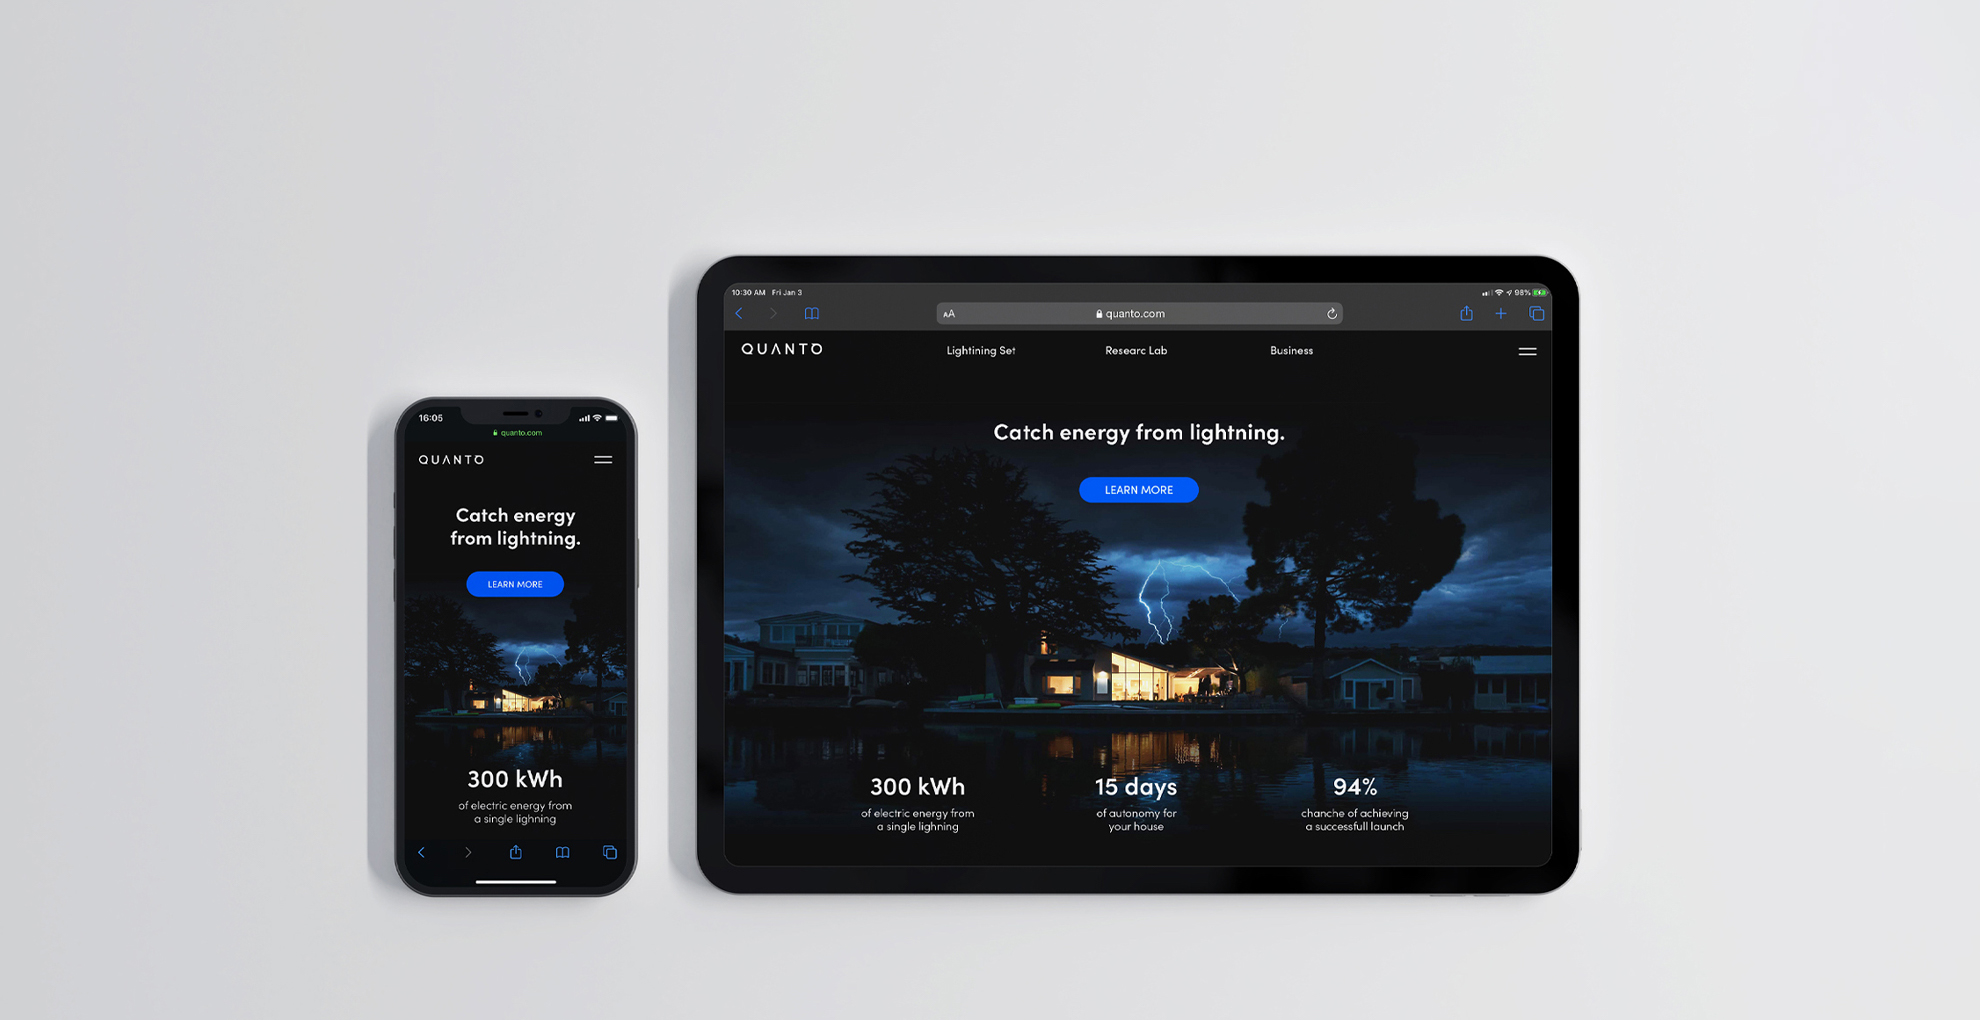 16:05
quanto.com
QUANTO
Catch energy
from lightning.
LEARN MORE
300 kWh
of electric energy from
a single lighning
10:30 AM Fri Jan 3
98%
AA
quanto.com
QUANTO
Lightining Set
Researc Lab
Business
Catch energy from lightning.
LEARN MORE
300 kWh
of electric energy from
a single lighning
15 days
of autonomy for
your house
94%
chanche of achieving
a successfull launch